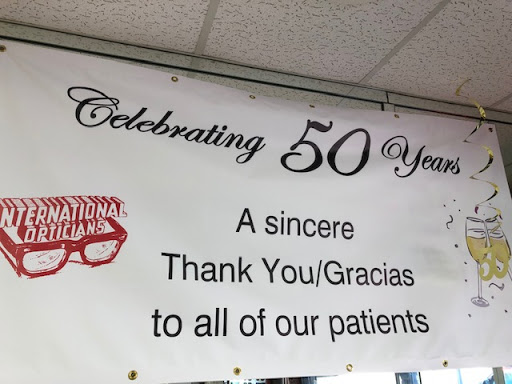 Celebrating 50 Years
INTERNATIONAL
OPTICIANS
A sincere
Thank You/Gracias
to all of our patients
50